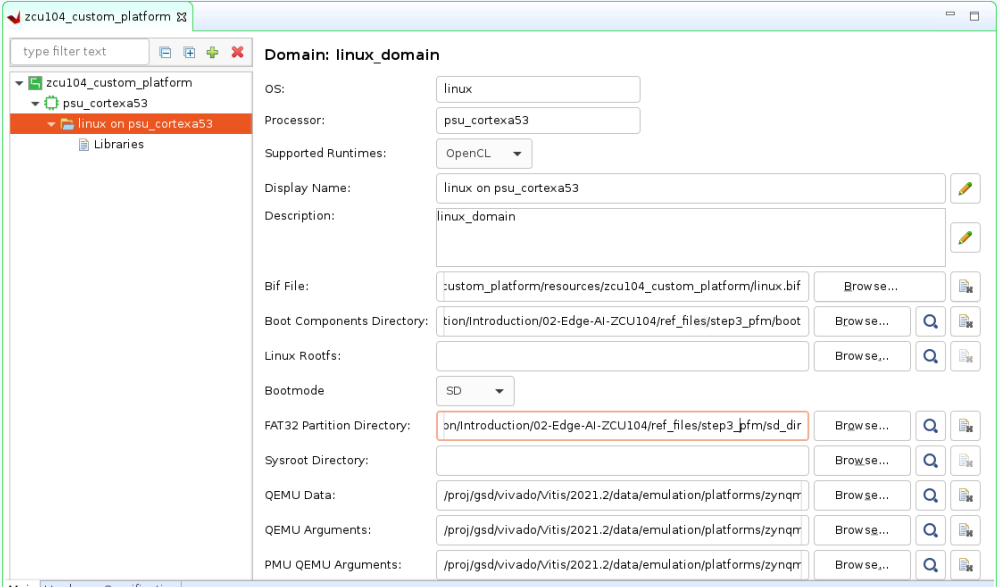 zcu104_custom_platform
type filter text
zcu104_custom_platform
psu_cortexa53
linux on psu_cortexa53
Libraries
Domain: linux_domain
OS: linux
Processor: psu_cortexa53
Supported Runtimes: OpenCL
Display Name: linux on psu_cortexa53
Description: linux_domain
Bif File: :ustom_platform/resources/zcu104_custom_platform/linux.bif Browse...
Boot Components Directory: tion/Introduction/02-Edge-AI-ZCU104/ref_files/step3_pfm/boot Browse...
Linux Rootfs: Browse...
Bootmode SD
FAT32 Partition Directory: on/Introduction/02-Edge-AI-ZCU104/ref_files/step3_pfm/sd_dir Browse...
Sysroot Directory: Browse...
QEMU Data: /proj/gsd/vivado/Vitis/2021.2/data/emulation/platforms/zynqm Browse...
QEMU Arguments: /proj/gsd/vivado/Vitis/2021.2/data/emulation/platforms/zynqm Browse...
PMU QEMU Arguments: /proj/gsd/vivado/Vitis/2021.2/data/emulation/platforms/zynqm Browse...